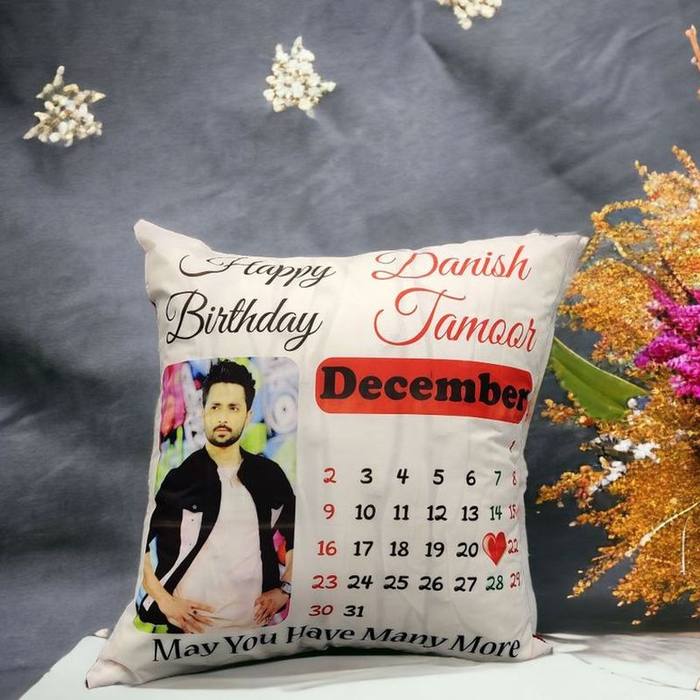 Happy
Birthday
Danish
Tamoor
December
1
2 3 4 5 6 7 8
9 10 11 12 13 14 15
16 17 18 19 20 22
23 24 25 26 27 28 29
30 31
May You Have Many More